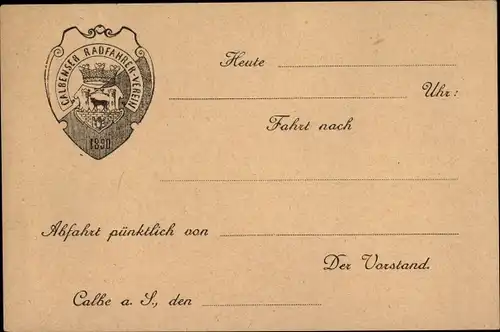 CALBENSER RADFAHRER-VEREIN
1890
Heute
Uhr:
Fahrt nach
Abfahrt pünktlich von
Der Vorstand.
Calbe a. S., den